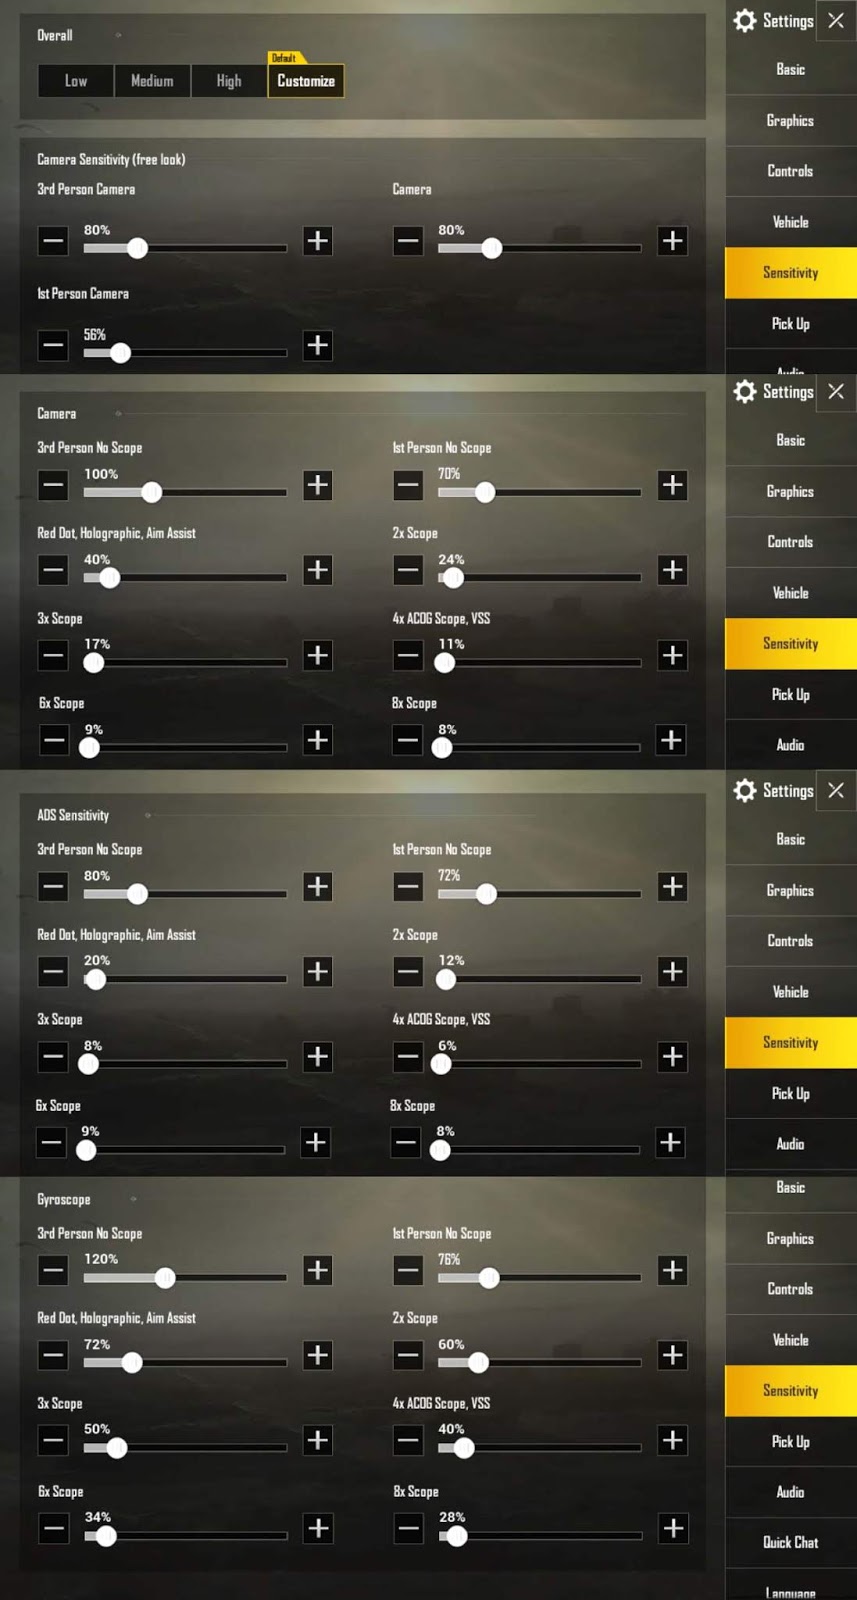 Overall
Settings
Default
Low Medium High Customize
Basic
Graphics
Controls
Vehicle
Sensitivity
Pick Up
Audio
Camera Sensitivity (free look)
3rd Person Camera Camera
80% 80%
1st Person Camera
56%
Settings
Basic
Graphics
Controls
Vehicle
Sensitivity
Pick Up
Audio
Camera
3rd Person No Scope 1st Person No Scope
100% 70%
Red Dot, Holographic, Aim Assist 2x Scope
40% 24%
3x Scope 4x ACOG Scope, VSS
17% 11%
6x Scope 8x Scope
9% 8%
Settings
Basic
Graphics
Controls
Vehicle
Sensitivity
Pick Up
Audio
ADS Sensitivity
3rd Person No Scope 1st Person No Scope
80% 72%
Red Dot, Holographic, Aim Assist 2x Scope
20% 12%
3x Scope 4x ACOG Scope, VSS
8% 6%
6x Scope 8x Scope
9% 8%
Basic
Graphics
Controls
Vehicle
Sensitivity
Pick Up
Audio
Quick Chat
Language
Gyroscope
3rd Person No Scope 1st Person No Scope
120% 76%
Red Dot, Holographic, Aim Assist 2x Scope
72% 60%
3x Scope 4x ACOG Scope, VSS
50% 40%
6x Scope 8x Scope
34% 28%